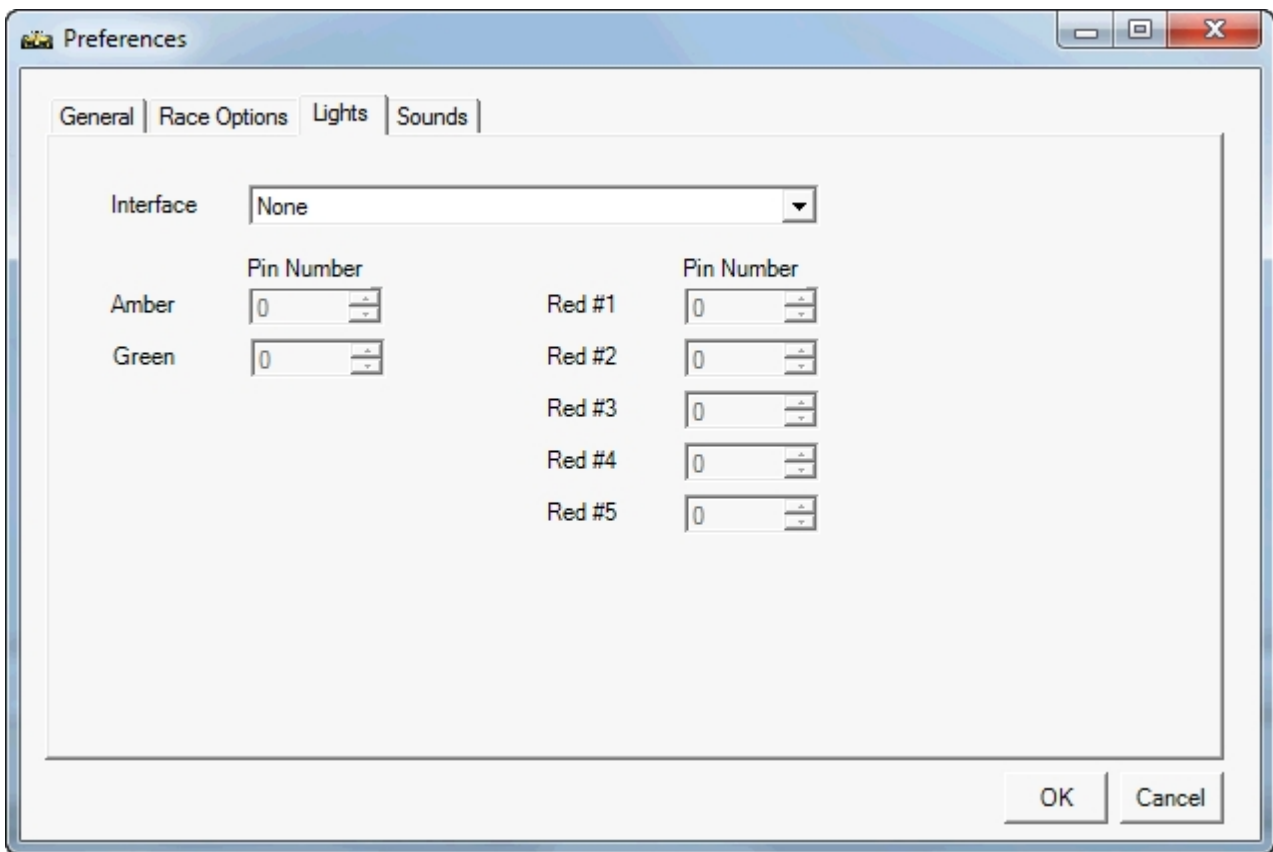 Preferences
General Race Options Lights Sounds
Interface None
Pin Number Pin Number
Amber 0 Red #1 0
Green 0 Red #2 0
Red #3 0
Red #4 0
Red #5 0
OK Cancel